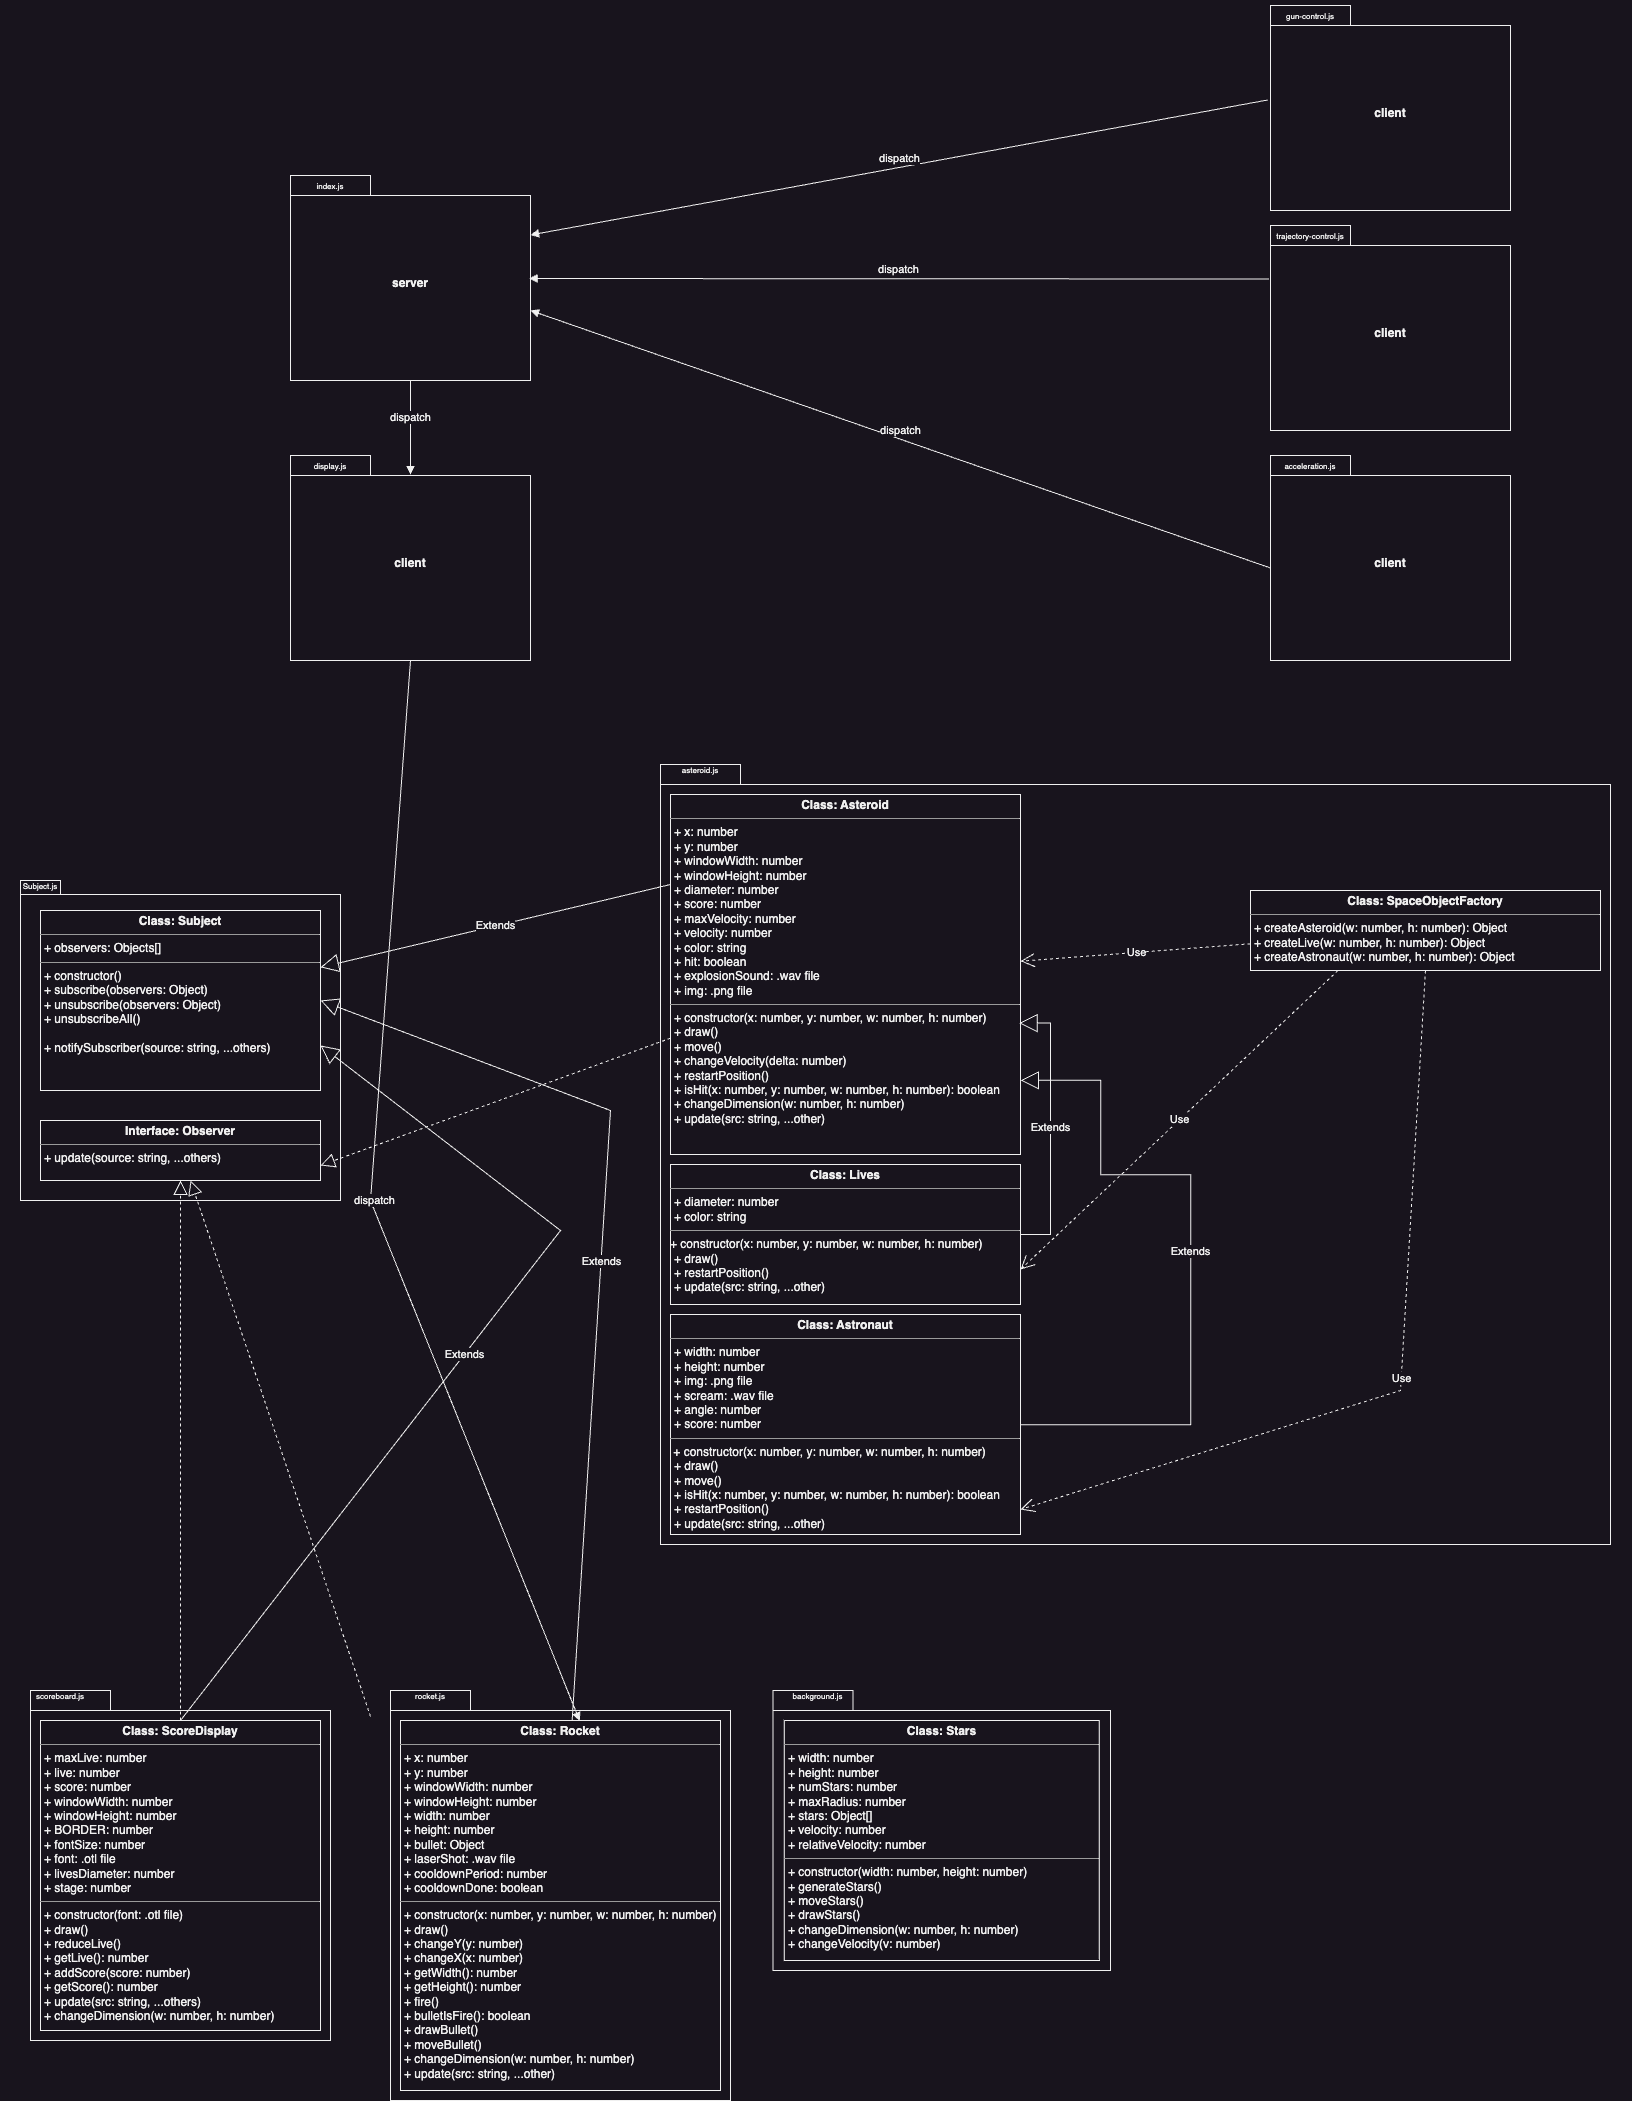 gun-control.js
client
dispatch
index.js
server
trajectory-control.js
client
dispatch
dispatch
dispatch
display.js
client
acceleration.js
client
asteroid.js
Class: Asteroid
+ x: number
+ y: number
+ windowWidth: number
+ windowHeight: number
+ diameter: number
+ score: number
+ maxVelocity: number
+ velocity: number
+ color: string
+ hit: boolean
+ explosionSound: .wav file
+ img: .png file
+ constructor(x: number, y: number, w: number, h: number)
+ draw()
+ move()
+ changeVelocity(delta: number)
+ restartPosition()
+ isHit(x: number, y: number, w: number, h: number): boolean
+ changeDimension(w: number, h: number)
+ update(src: string, ...other)
Class: SpaceObjectFactory
+ createAsteroid(w: number, h: number): Object
+ createLive(w: number, h: number): Object
+ createAstronaut(w: number, h: number): Object
Use
Use
Use
Extends
Extends
Subject.js
Class: Subject
+ observers: Objects[]
+ constructor()
+ subscribe(observers: Object)
+ unsubscribe(observers: Object)
+ unsubscribeAll()
+ notifySubscriber(source: string, ...others)
Interface: Observer
+ update(source: string, ...others)
Extends
Extends
Extends
dispatch
Class: Lives
+ diameter: number
+ color: string
+ constructor(x: number, y: number, w: number, h: number)
+ draw()
+ restartPosition()
+ update(src: string, ...other)
Class: Astronaut
+ width: number
+ height: number
+ img: .png file
+ scream: .wav file
+ angle: number
+ score: number
+ constructor(x: number, y: number, w: number, h: number)
+ draw()
+ move()
+ isHit(x: number, y: number, w: number, h: number): boolean
+ restartPosition()
+ update(src: string, ...other)
scoreboard.js
Class: ScoreDisplay
+ maxLive: number
+ live: number
+ score: number
+ windowWidth: number
+ windowHeight: number
+ BORDER: number
+ fontSize: number
+ font: .otl file
+ livesDiameter: number
+ stage: number
+ constructor(font: .otl file)
+ draw()
+ reduceLive()
+ getLive(): number
+ addScore(score: number)
+ getScore(): number
+ update(src: string, ...others)
+ changeDimension(w: number, h: number)
rocket.js
Class: Rocket
+ x: number
+ y: number
+ windowWidth: number
+ windowHeight: number
+ width: number
+ height: number
+ bullet: Object
+ laserShot: .wav file
+ cooldownPeriod: number
+ cooldownDone: boolean
+ constructor(x: number, y: number, w: number, h: number)
+ draw()
+ changeY(y: number)
+ changeX(x: number)
+ getWidth(): number
+ getHeight(): number
+ fire()
+ bulletIsFire(): boolean
+ drawBullet()
+ moveBullet()
+ changeDimension(w: number, h: number)
+ update(src: string, ...other)
background.js
Class: Stars
+ width: number
+ height: number
+ numStars: number
+ maxRadius: number
+ stars: Object[]
+ velocity: number
+ relativeVelocity: number
+ constructor(width: number, height: number)
+ generateStars()
+ moveStars()
+ drawStars()
+ changeDimension(w: number, h: number)
+ changeVelocity(v: number)